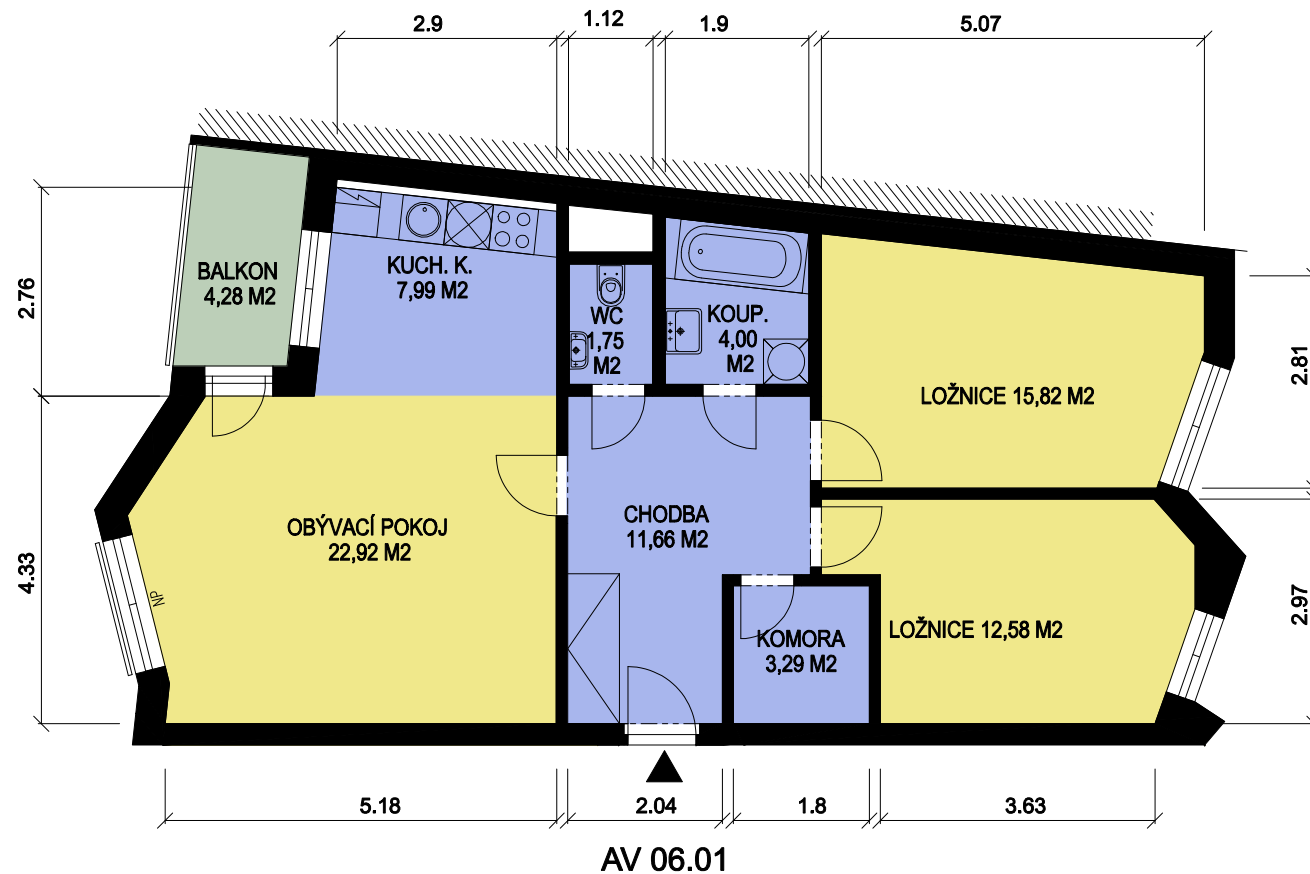 2.9
1.12
1.9
5.07
2.76
4.33
BALKON
4,28 M2
KUCH. K.
7,99 M2
WC
1,75
M2
KOUP.
4,00
M2
LOŽNICE 15,82 M2
2.81
OBÝVACÍ POKOJ
22,92 M2
NP
CHODBA
11,66 M2
KOMORA
3,29 M2
LOŽNICE 12,58 M2
2.97
5.18
2.04
1.8
3.63
AV 06.01